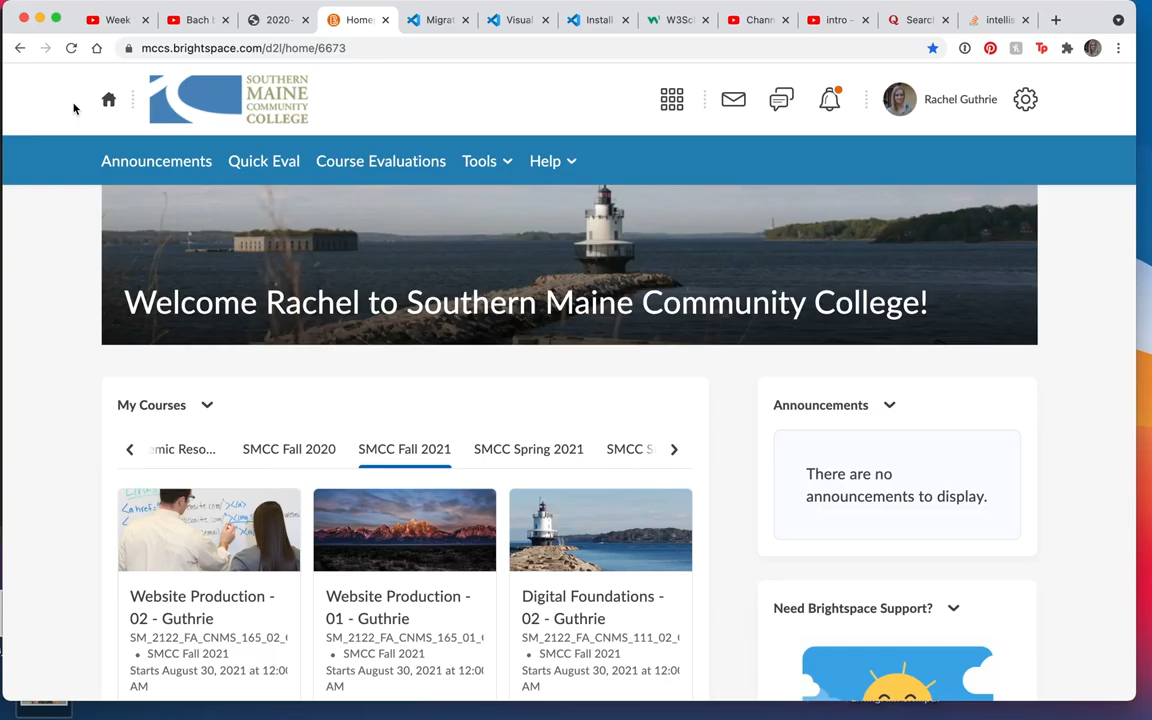 Week
Bach b
2020-
Home
Migrat
Visual
Install
W3Sc
Chann
intro –
Searc
intellis
mccs.brightspace.com/d2l/home/6673
SOUTHERN
MAINE
COMMUNITY
COLLEGE
Rachel Guthrie
Announcements Quick Eval Course Evaluations Tools Help
Welcome Rachel to Southern Maine Community College!
My Courses
emic Reso... SMCC Fall 2020 SMCC Fall 2021 SMCC Spring 2021 SMCC S
Website Production -
02 - Guthrie
SM_2122_FA_CNMS_165_02_
• SMCC Fall 2021
Starts August 30, 2021 at 12:00
AM
Website Production -
01 - Guthrie
SM_2122_FA_CNMS_165_01_
• SMCC Fall 2021
Starts August 30, 2021 at 12:00
AM
Digital Foundations -
02 - Guthrie
SM_2122_FA_CNMS_111_02_
• SMCC Fall 2021
Starts August 30, 2021 at 12:00
AM
Announcements
There are no
announcements to display.
Need Brightspace Support?